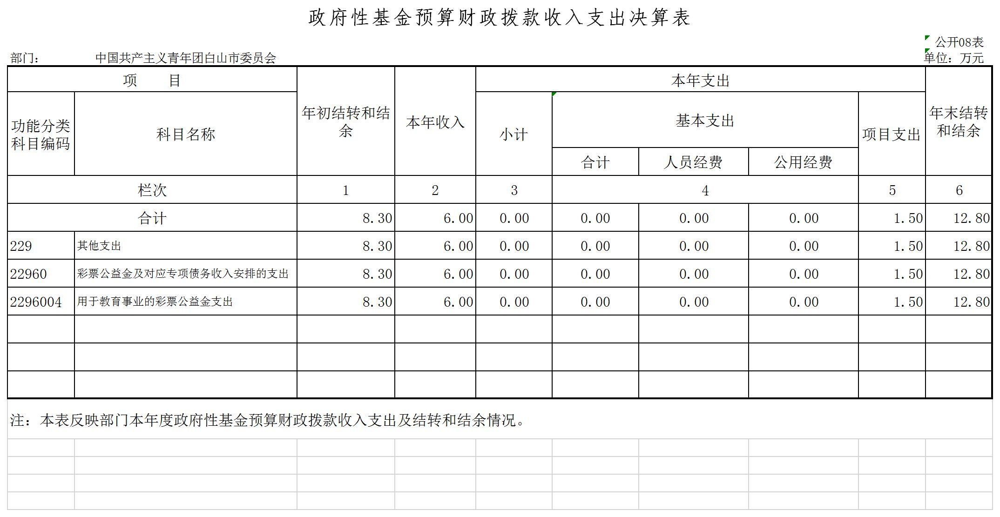 政府性基金预算财政拨款收入支出决算表
公开08表
部门： 中国共产主义青年团白山市委员会 单位：万元
项 目 年初结转和结余 本年收入 本年支出 年末结转和结余
功能分类科目编码 科目名称 小计 基本支出 项目支出
合计 人员经费 公用经费
栏次 1 2 3 4 5 6
合计 8.30 6.00 0.00 0.00 0.00 0.00 1.50 12.80
229 其他支出 8.30 6.00 0.00 0.00 0.00 0.00 1.50 12.80
22960 彩票公益金及对应专项债务收入安排的支出 8.30 6.00 0.00 0.00 0.00 0.00 1.50 12.80
2296004 用于教育事业的彩票公益金支出 8.30 6.00 0.00 0.00 0.00 0.00 1.50 12.80
注：本表反映部门本年度政府性基金预算财政拨款收入支出及结转和结余情况。